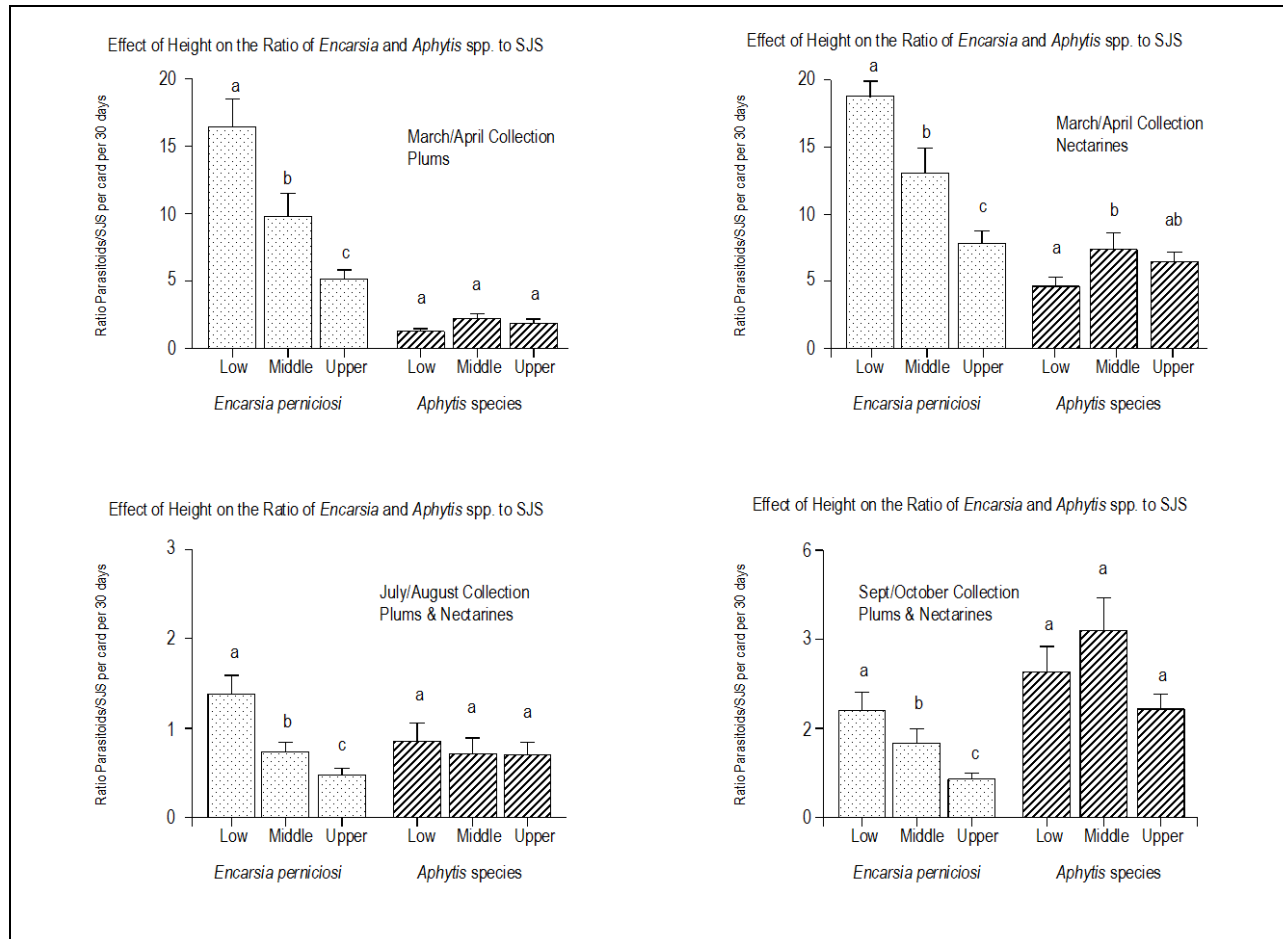 Effect of Height on the Ratio of Encarsia and Aphytis spp. to SJS
Ratio Parasitoids/SJS per card per 30 days
20
15
10
5
0
March/April Collection
Plums
a
b
c
a
a
a
Low Middle Upper Low Middle Upper
Encarsia perniciosi Aphytis species
Effect of Height on the Ratio of Encarsia and Aphytis spp. to SJS
Ratio Parasitoids/SJS per card per 30 days
20
15
10
5
0
March/April Collection
Nectarines
a
b
c
a
b
ab
Low Middle Upper Low Middle Upper
Encarsia perniciosi Aphytis species
Effect of Height on the Ratio of Encarsia and Aphytis spp. to SJS
Ratio Parasitoids/SJS per card per 30 days
3
2
1
0
July/August Collection
Plums & Nectarines
a
b
c
a
a
a
Low Middle Upper Low Middle Upper
Encarsia perniciosi Aphytis species
Effect of Height on the Ratio of Encarsia and Aphytis spp. to SJS
Ratio Parasitoids/SJS per card per 30 days
6
3
2
0
Sept/October Collection
Plums & Nectarines
a
b
c
a
a
a
Low Middle Upper Low Middle Upper
Encarsia perniciosi Aphytis species